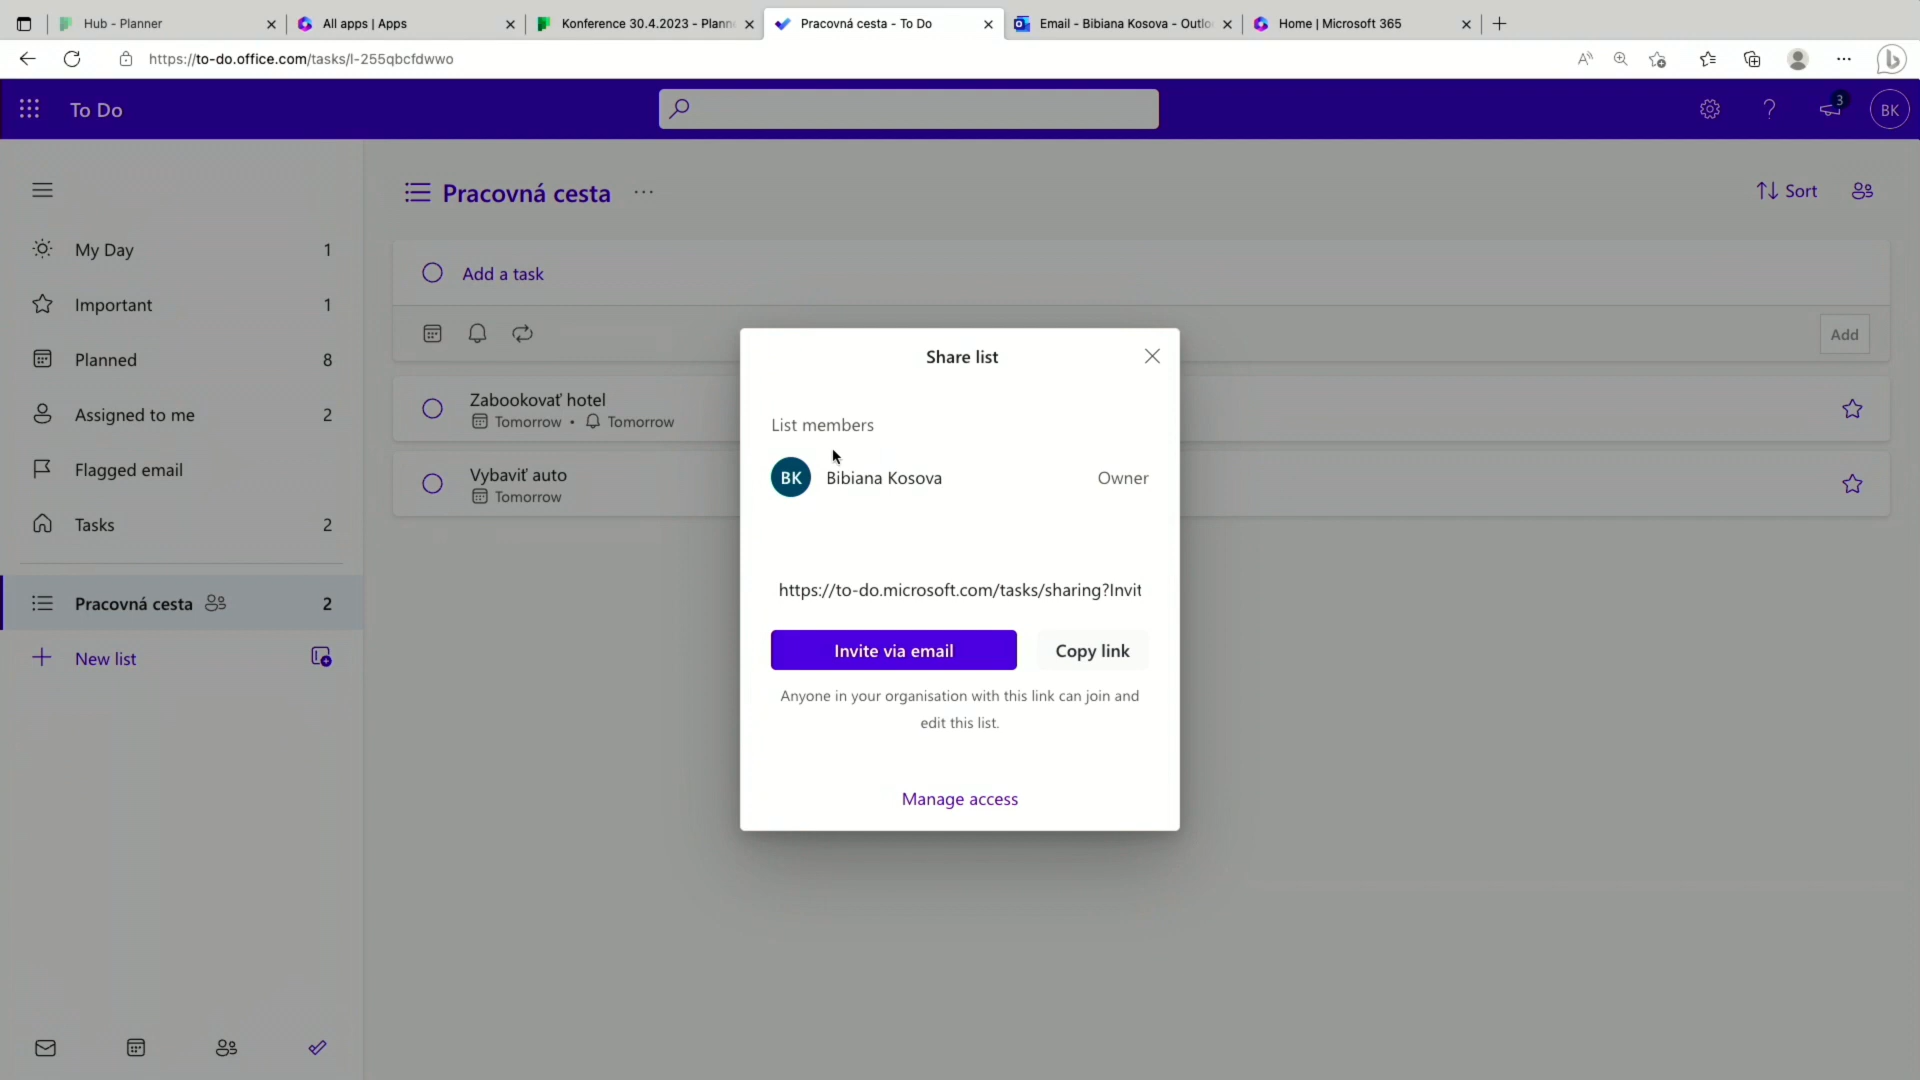 Hub - Planner
All apps | Apps
Konference 30.4.2023 - Plann
Pracovná cesta - To Do
Email - Bibiana Kosova - Outlo
Home | Microsoft 365
https://to-do.office.com/tasks/l-255qbcfdwwo
To Do
3
BK
Pracovná cesta
Sort
My Day 1
Important 1
Planned 8
Assigned to me 2
Flagged email
Tasks 2
Pracovná cesta 2
New list
Add a task
Add
Zabookovať hotel
Tomorrow • Tomorrow
Vybaviť auto
Tomorrow
Share list
List members
BK Bibiana Kosova Owner
https://to-do.microsoft.com/tasks/sharing?Invit
Invite via email Copy link
Anyone in your organisation with this link can join and
edit this list.
Manage access